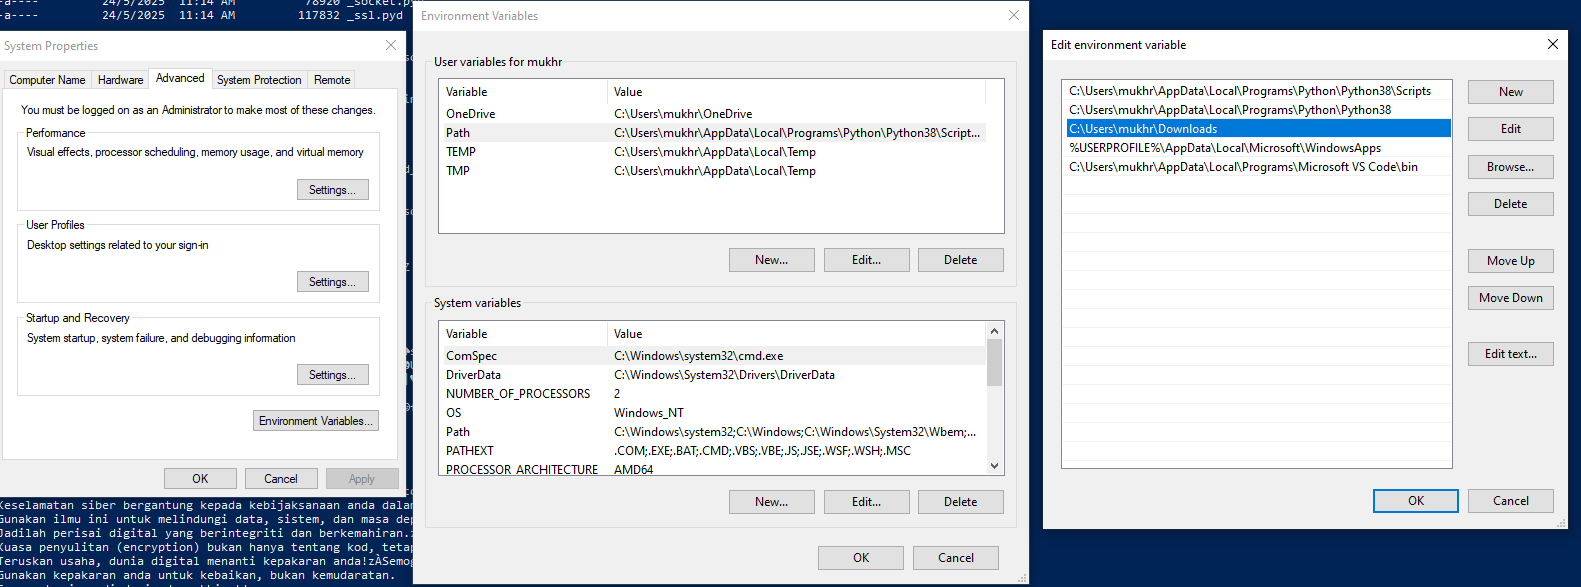 -a---- 24/5/2025 11:14 AM 78920 _socket.py
-a---- 24/5/2025 11:14 AM 117832 _ssl.pyd
System Properties
Computer Name Hardware Advanced System Protection Remote
You must be logged on as an Administrator to make most of these changes.
Performance
Visual effects, processor scheduling, memory usage, and virtual memory
Settings...
User Profiles
Desktop settings related to your sign-in
Settings...
Startup and Recovery
System startup, system failure, and debugging information
Settings...
Environment Variables...
OK Cancel Apply
Keselamatan siber bergantung kepada kebijaksanaan anda dalam
Gunakan ilmu ini untuk melindungi data, sistem, dan masa dep
Jadilah perisai digital yang berintegriti dan berkemahiran.z
Kuasa penyulitan (encryption) bukan hanya tentang kod, tetap
Teruskan usaha, dunia digital menanti kepakaran anda!zÀSemog
Gunakan kepakaran anda untuk kebaikan, bukan kemudaratan.
Environment Variables
User variables for mukhr
Variable Value
OneDrive C:\Users\mukhr\OneDrive
Path C:\Users\mukhr\AppData\Local\Programs\Python\Python38\Script...
TEMP C:\Users\mukhr\AppData\Local\Temp
TMP C:\Users\mukhr\AppData\Local\Temp
New... Edit... Delete
System variables
Variable Value
ComSpec C:\Windows\system32\cmd.exe
DriverData C:\Windows\System32\Drivers\DriverData
NUMBER_OF_PROCESSORS 2
OS Windows_NT
Path C:\Windows\system32;C:\Windows;C:\Windows\System32\Wbem;...
PATHEXT .COM;.EXE;.BAT;.CMD;.VBS;.VBE;.JS;.JSE;.WSF;.WSH;.MSC
PROCESSOR_ARCHITECTURE AMD64
New... Edit... Delete
OK Cancel
Edit environment variable
C:\Users\mukhr\AppData\Local\Programs\Python\Python38\Scripts
C:\Users\mukhr\AppData\Local\Programs\Python\Python38
C:\Users\mukhr\Downloads
%USERPROFILE%\AppData\Local\Microsoft\WindowsApps
C:\Users\mukhr\AppData\Local\Programs\Microsoft VS Code\bin
New
Edit
Browse...
Delete
Move Up
Move Down
Edit text...
OK Cancel